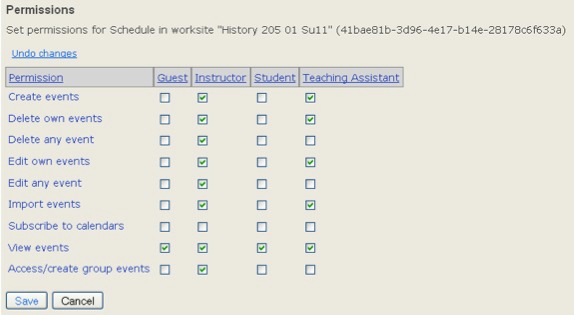 Permissions
Set permissions for Schedule in worksite "History 205 01 Su11" (41bae81b-3d96-4e17-b14e-28178c6f633a)
Undo changes
Permission Guest Instructor Student Teaching Assistant
Create events
Delete own events
Delete any event
Edit own events
Edit any event
Import events
Subscribe to calendars
View events
Access/create group events
Save Cancel